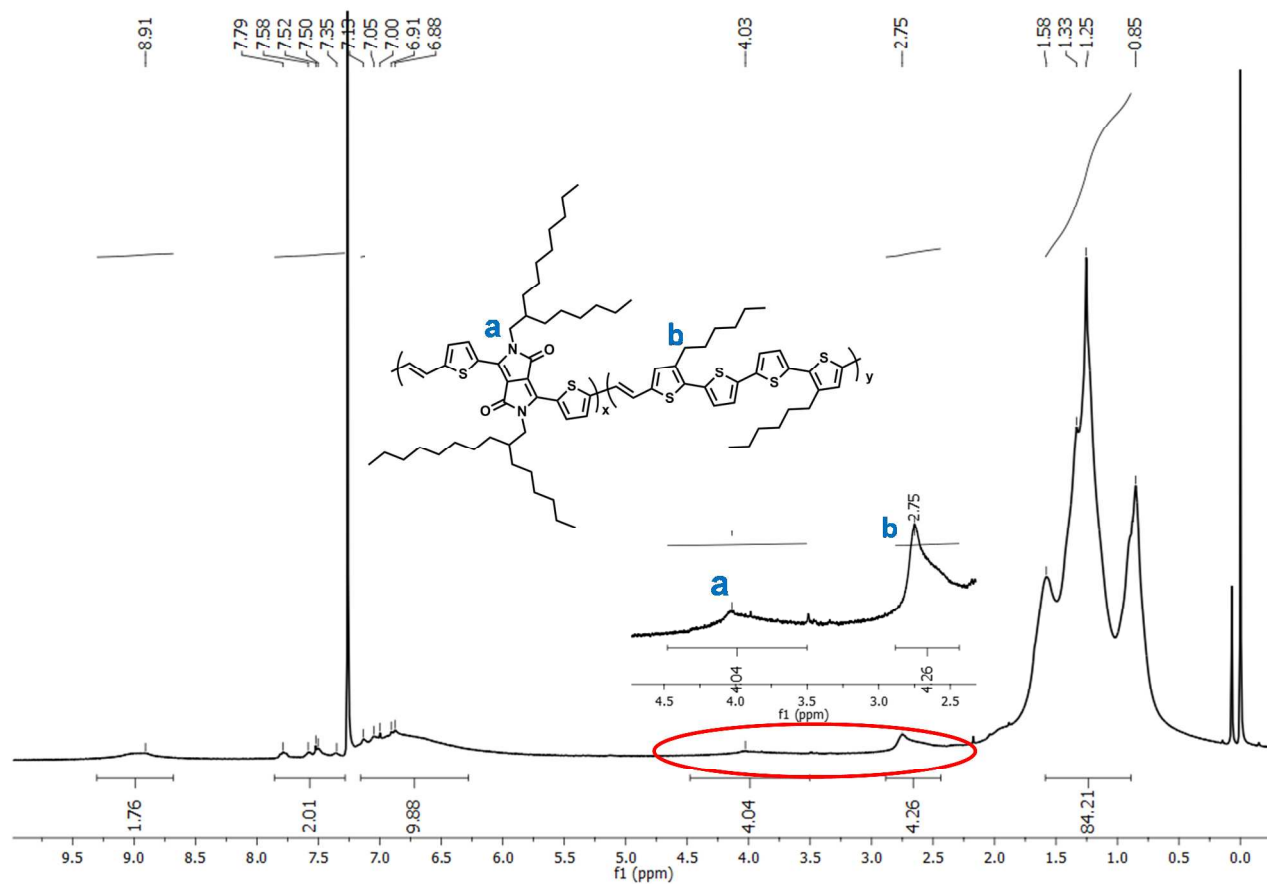 8.91 7.79 7.58 7.52 7.50 7.35 7.13 7.05 7.00 6.91 6.88 4.03 2.75 1.58 1.33 1.25 0.85
a
b
N
O
S
S
O
N
x
S
S
S
S
y
b
2.75
a
4.04
4.26
4.5 4.0 3.5 3.0 2.5
f1 (ppm)
1.76 2.01 9.88 4.04 4.26 84.21
9.5 9.0 8.5 8.0 7.5 7.0 6.5 6.0 5.5 5.0 4.5 4.0 3.5 3.0 2.5 2.0 1.5 1.0 0.5 0.0
f1 (ppm)